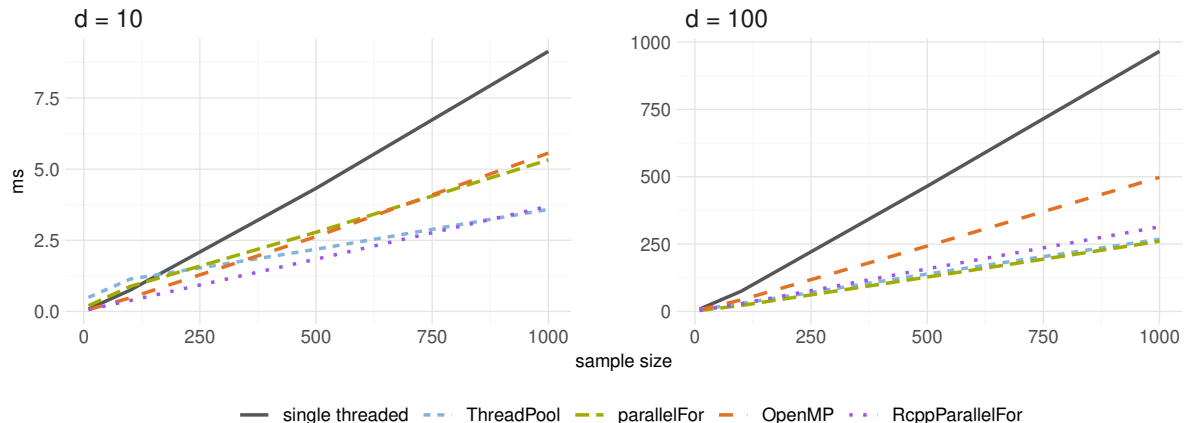 d = 10
d = 100
ms
7.5
5.0
2.5
0.0
0
250
500
750
1000
1000
750
500
250
0
0
250
500
750
1000
sample size
single threaded
ThreadPool
parallelFor
OpenMP
RcppParallelFor